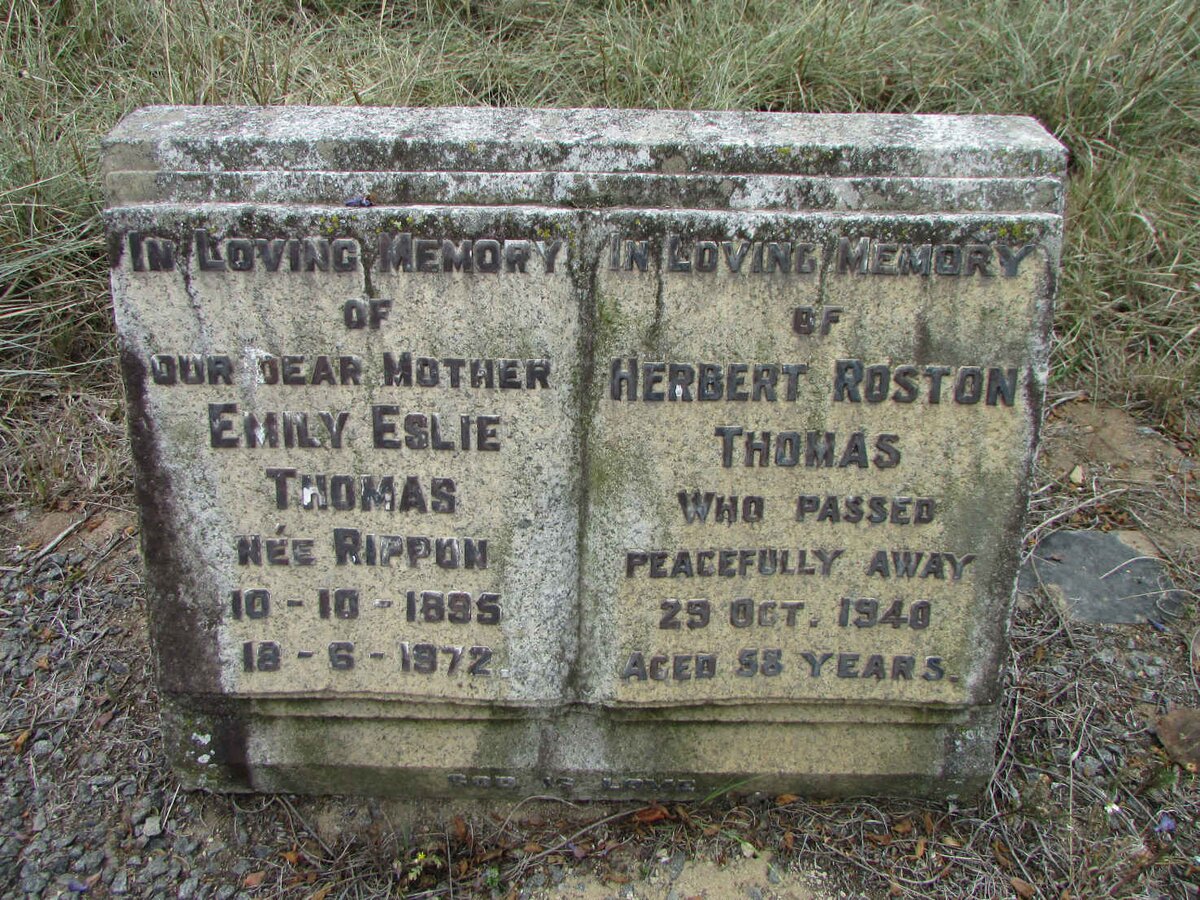 In Loving Memory
OF
OUR DEAR MOTHER
EMILY ESLIE
THOMAS
NÉE RIPPON
10 - 10 - 1895
18 - 6 - 1972
IN LOVING MEMORY
OF
HERBERT ROSTON
THOMAS
WHO PASSED
PEACEFULLY AWAY
29 OCT. 1940
AGED 58 YEARS.
GOD IS LOVE